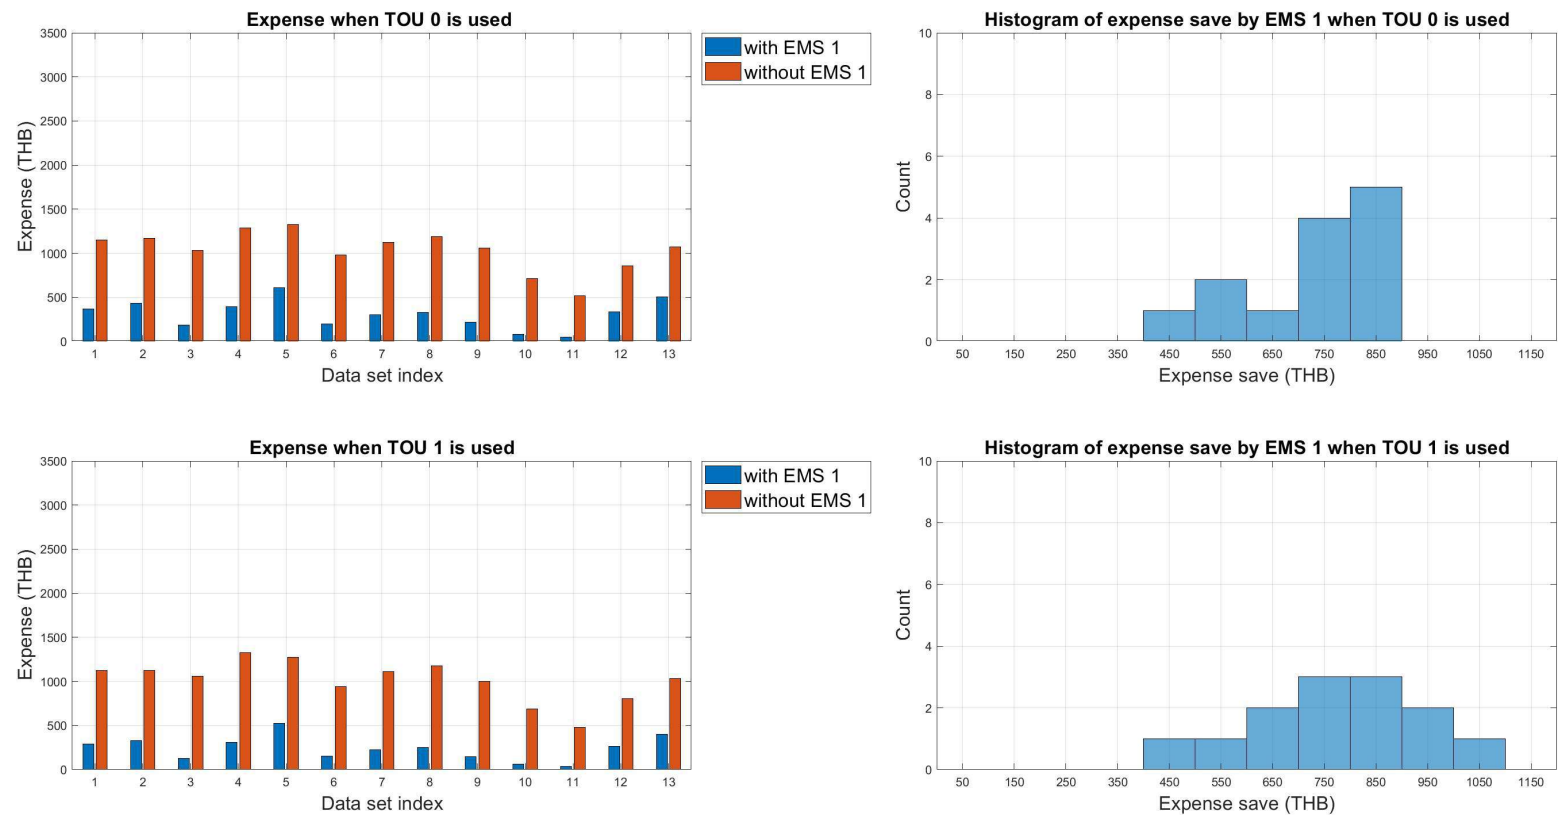 Expense when TOU 0 is used
3500
3000
2500
2000
1500
1000
500
0
Expense (THB)
1 2 3 4 5 6 7 8 9 10 11 12 13
Data set index
with EMS 1
without EMS 1
Histogram of expense save by EMS 1 when TOU 0 is used
10
8
6
4
2
0
Count
50 150 250 350 450 550 650 750 850 950 1050 1150
Expense save (THB)
Expense when TOU 1 is used
3500
3000
2500
2000
1500
1000
500
0
Expense (THB)
1 2 3 4 5 6 7 8 9 10 11 12 13
Data set index
with EMS 1
without EMS 1
Histogram of expense save by EMS 1 when TOU 1 is used
10
8
6
4
2
0
Count
50 150 250 350 450 550 650 750 850 950 1050 1150
Expense save (THB)